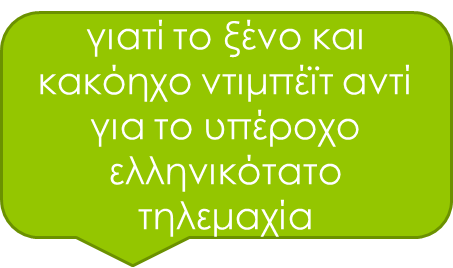 γιατί το ξένο και
κακόηχο ντιμπέϊτ αντί
για το υπέροχο
ελληνικότατο
τηλεμαχία